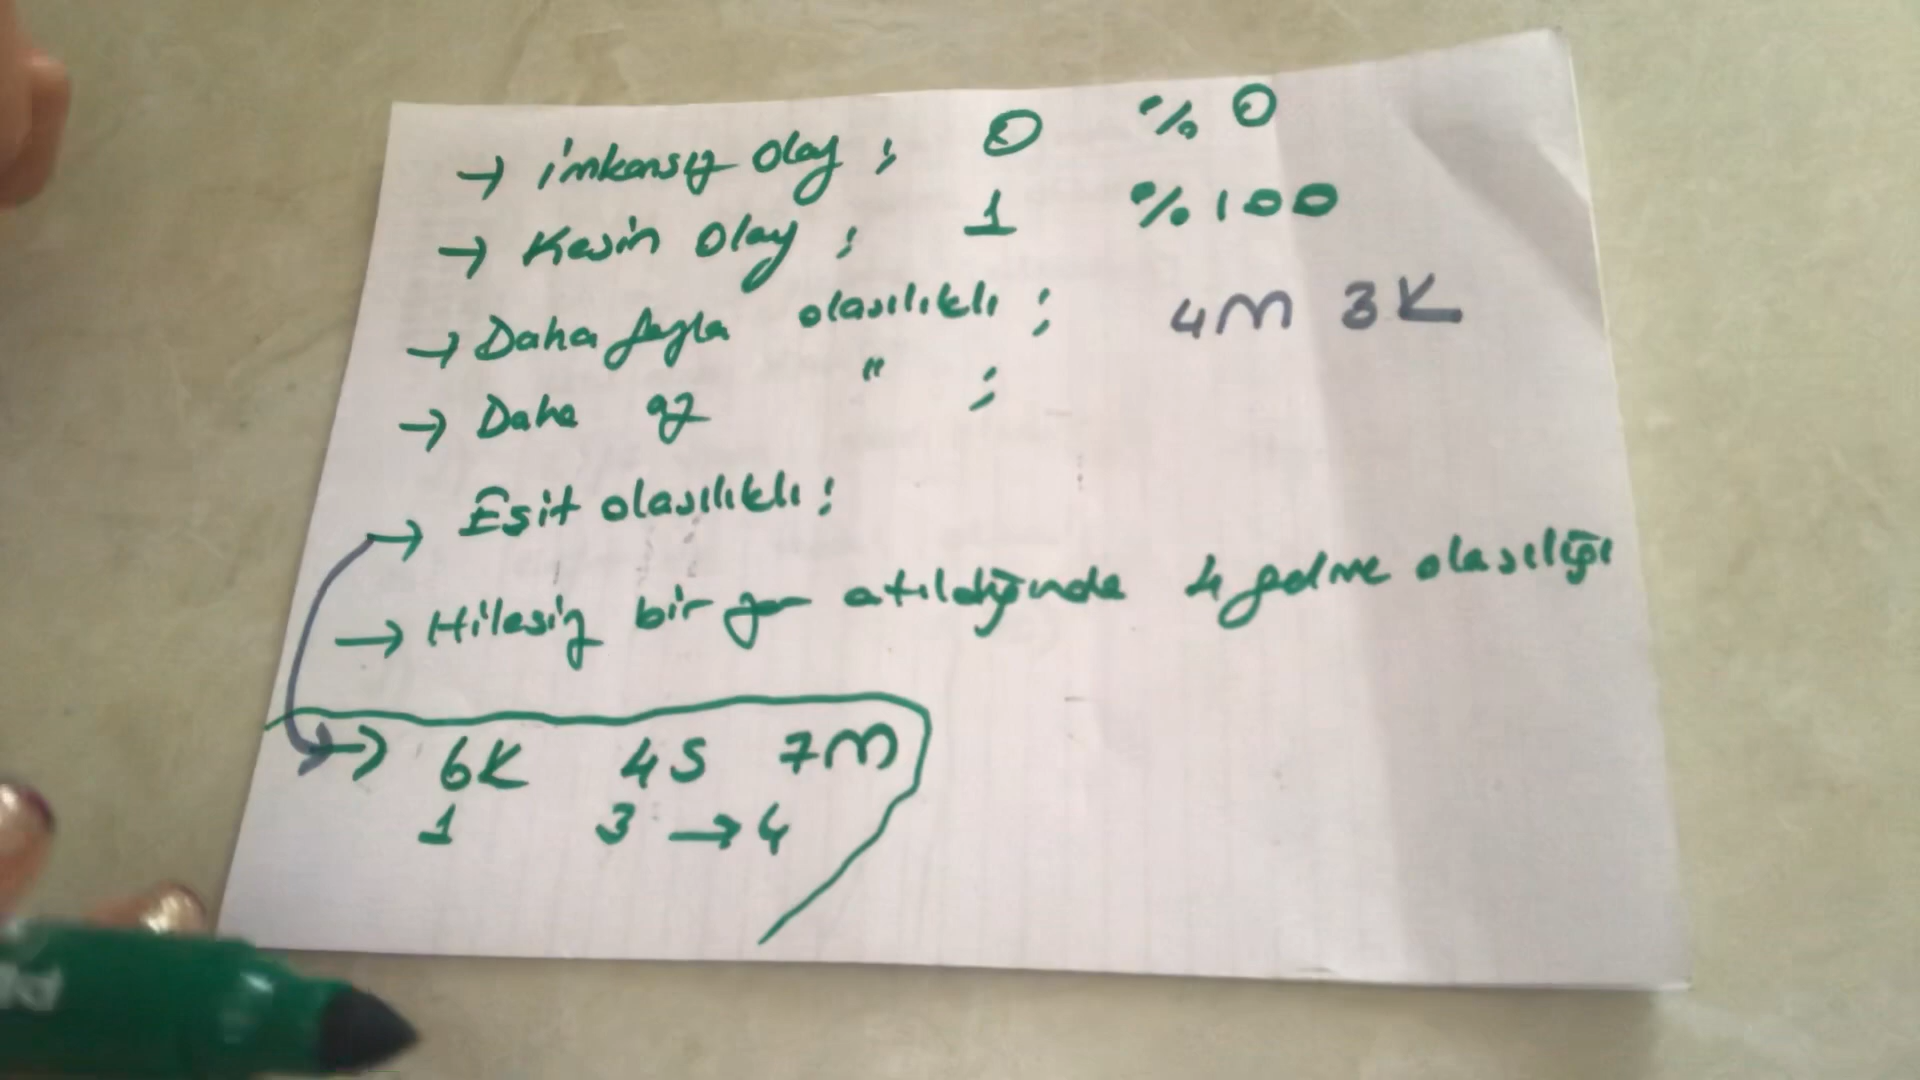 → imkansız olay ; 0 % 0
→ Kesin olay ; 1 % 100
→ Daha fazla olasılıklı ; 4M 3K
→ Daha az " ;
→ Eşit olasılıklı ;
→ Hilesiz bir zar atıldığında 4 gelme olasılığı
→ 6K 4S 7M
1 3 → 4